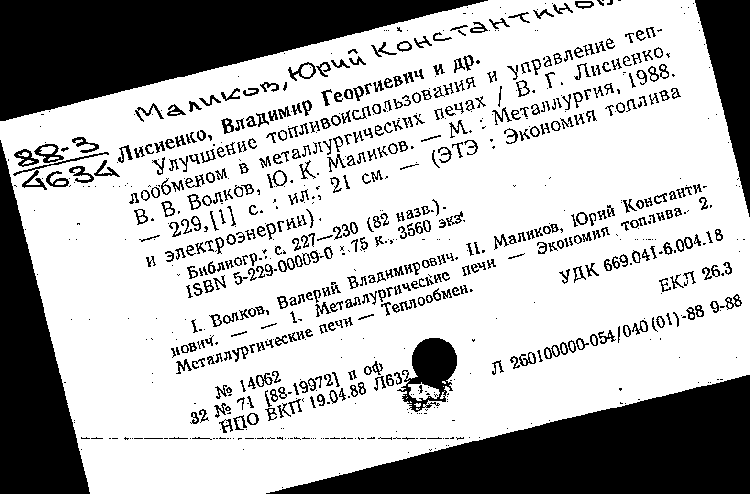 Маликов, Юрий Константинов
88-3
4634
Лисиенко, Владимир Георгиевич и др.
Улучшение топливоиспользования и управление теп-
лообменом в металлургических печах / В. Г. Лисиенко,
В. В. Волков, Ю. К. Маликов. — М. : Металлургия, 1988.
— 229,[1] с. : ил.; 21 см. — (ЭТЭ : Экономия топлива
и электроэнергии).
Библиогр.: с. 227—230 (82 назв.).
ISBN 5-229-00009-0 : 75 к., 3560 экз.
I. Волков, Валерий Владимирович. II. Маликов, Юрий Константи-
нович. — — 1. Металлургические печи — Экономия топлива. 2.
Металлургические печи — Теплообмен.
УДК 669.041-6.004.18
ЕКЛ 26.3
№ 14062
32 № 71 [88-19972] п оф
НПО ВКП 19.04.88 Л632
Л 260100000-054/040(01)-88 9-88